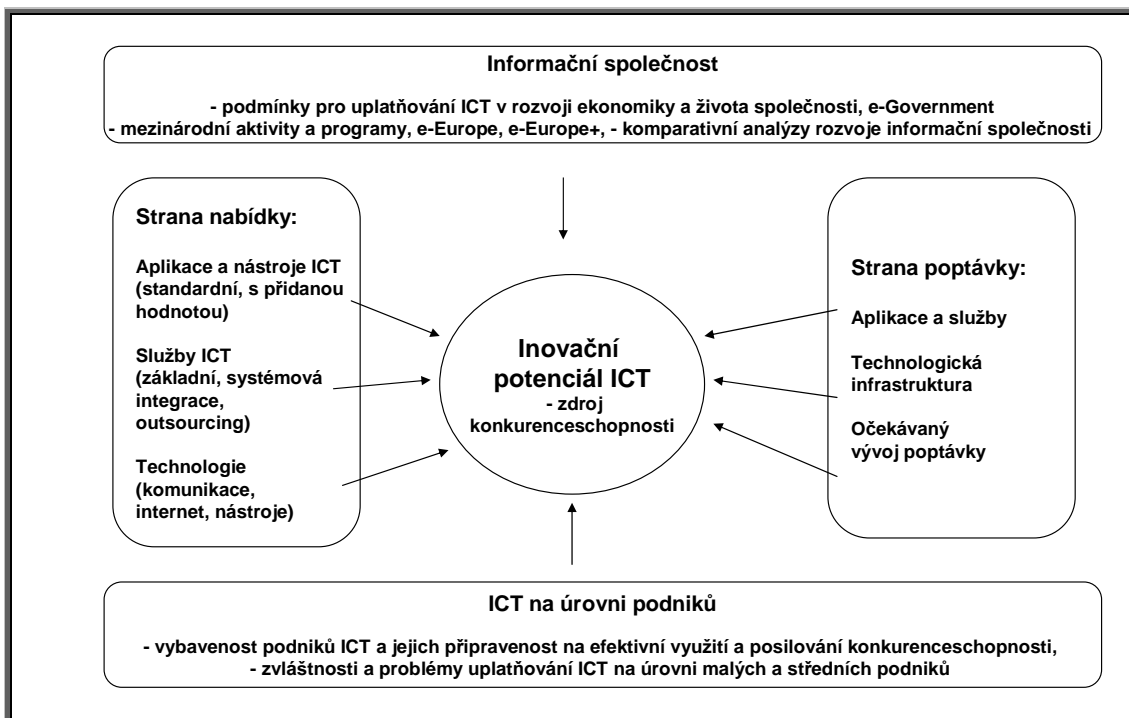 Informační společnost
- podmínky pro uplatňování ICT v rozvoji ekonomiky a života společnosti, e-Government
- mezinárodní aktivity a programy, e-Europe, e-Europe+, - komparativní analýzy rozvoje informační společnosti
Strana nabídky:
Aplikace a nástroje ICT
(standardní, s přidanou
hodnotou)
Služby ICT
(základní, systémová
integrace,
outsourcing)
Technologie
(komunikace,
internet, nástroje)
Inovační
potenciál ICT
- zdroj
konkurenceschopnosti
Strana poptávky:
Aplikace a služby
Technologická
infrastruktura
Očekávaný
vývoj poptávky
ICT na úrovni podniků
- vybavenost podniků ICT a jejich připravenost na efektivní využití a posilování konkurenceschopnosti,
- zvláštnosti a problémy uplatňování ICT na úrovni malých a středních podniků